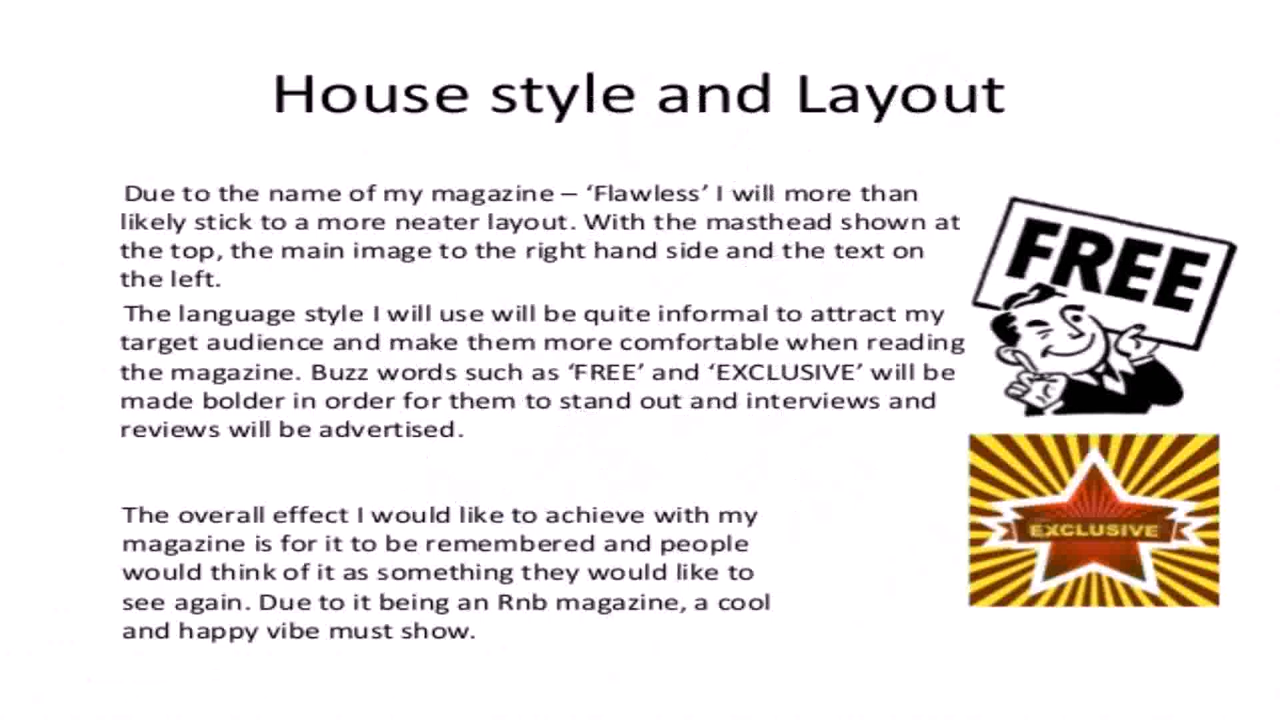 House style and Layout
Due to the name of my magazine – ‘Flawless’ I will more than
likely stick to a more neater layout. With the masthead shown at
the top, the main image to the right hand side and the text on
the left.
The language style I will use will be quite informal to attract my
target audience and make them more comfortable when reading
the magazine. Buzz words such as ‘FREE’ and ‘EXCLUSIVE’ will be
made bolder in order for them to stand out and interviews and
reviews will be advertised.
The overall effect I would like to achieve with my
magazine is for it to be remembered and people
would think of it as something they would like to
see again. Due to it being an Rnb magazine, a cool
and happy vibe must show.
FREE
EXCLUSIVE